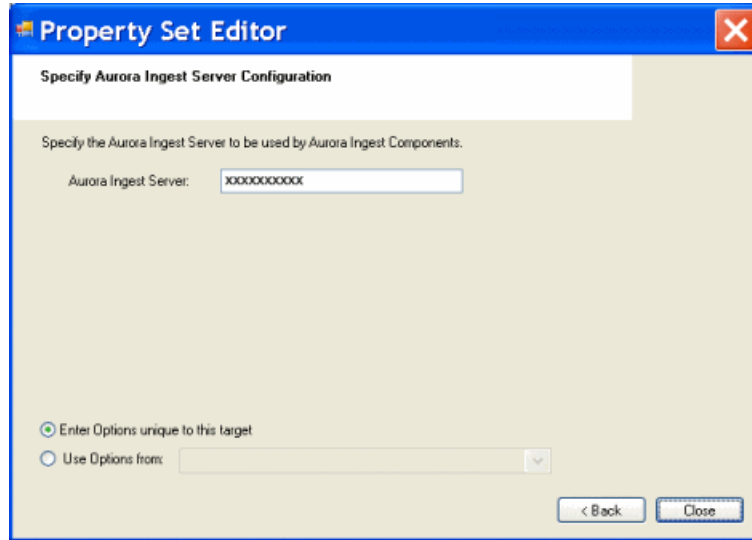 Property Set Editor
Specify Aurora Ingest Server Configuration
Specify the Aurora Ingest Server to be used by Aurora Ingest Components.
Aurora Ingest Server: xxxxxxxxxx
Enter Options unique to this target
Use Options from:
< Back Close